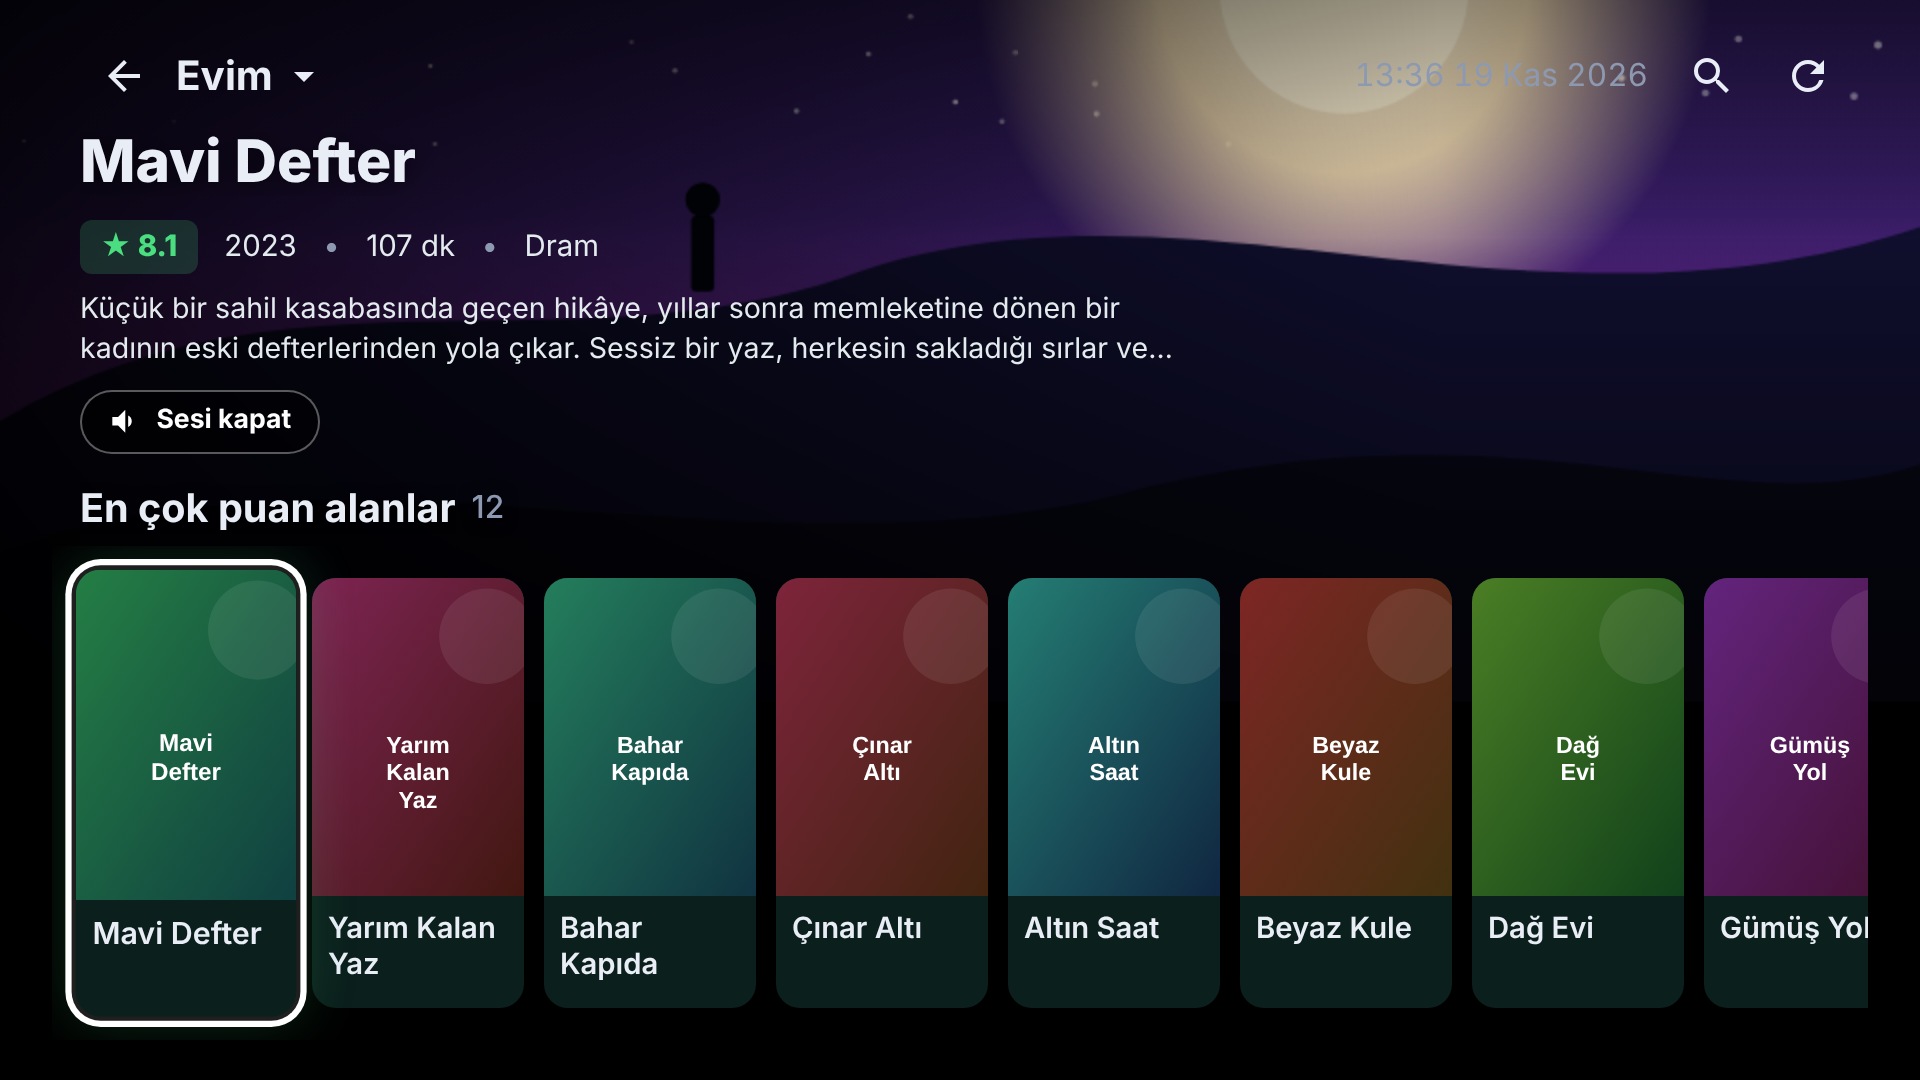 Evim
13:36 19 Kas 2026
Mavi Defter
★ 8.1 2023 • 107 dk • Dram
Küçük bir sahil kasabasında geçen hikâye, yıllar sonra memleketine dönen bir
kadının eski defterlerinden yola çıkar. Sessiz bir yaz, herkesin sakladığı sırlar ve...
Sesi kapat
En çok puan alanlar 12
Mavi
Defter
Mavi Defter
Yarım
Kalan
Yaz
Yarım Kalan
Yaz
Bahar
Kapıda
Bahar
Kapıda
Çınar
Altı
Çınar Altı
Altın
Saat
Altın Saat
Beyaz
Kule
Beyaz Kule
Dağ
Evi
Dağ Evi
Gümüş
Yol
Gümüş Yol